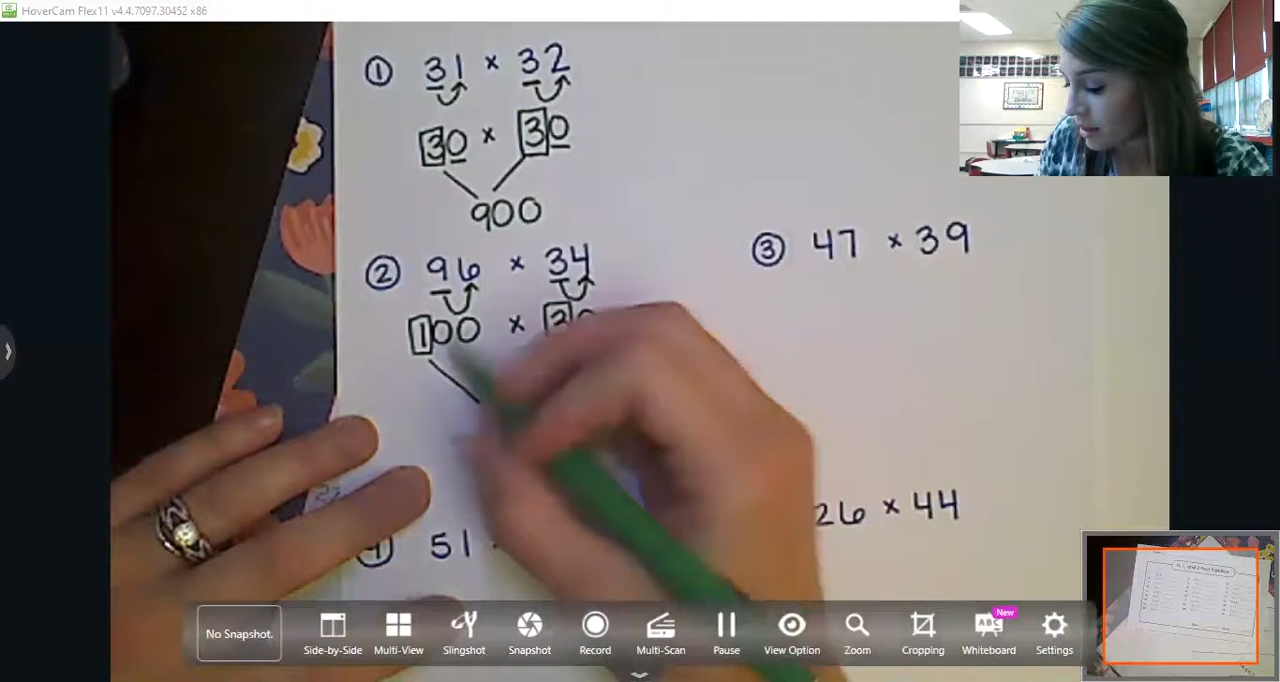 HoverCam Flex11 v4.4.7097.30452 x86
① 31 × 32
30 × 30
900
② 96 × 34
100 × 30
③ 47 × 39
④ 51
26 × 44
No Snapshot.
Side-by-Side
Multi-View
Slingshot
Snapshot
Record
Multi-Scan
Pause
View Option
Zoom
Cropping
ABC
New
Whiteboard
Settings